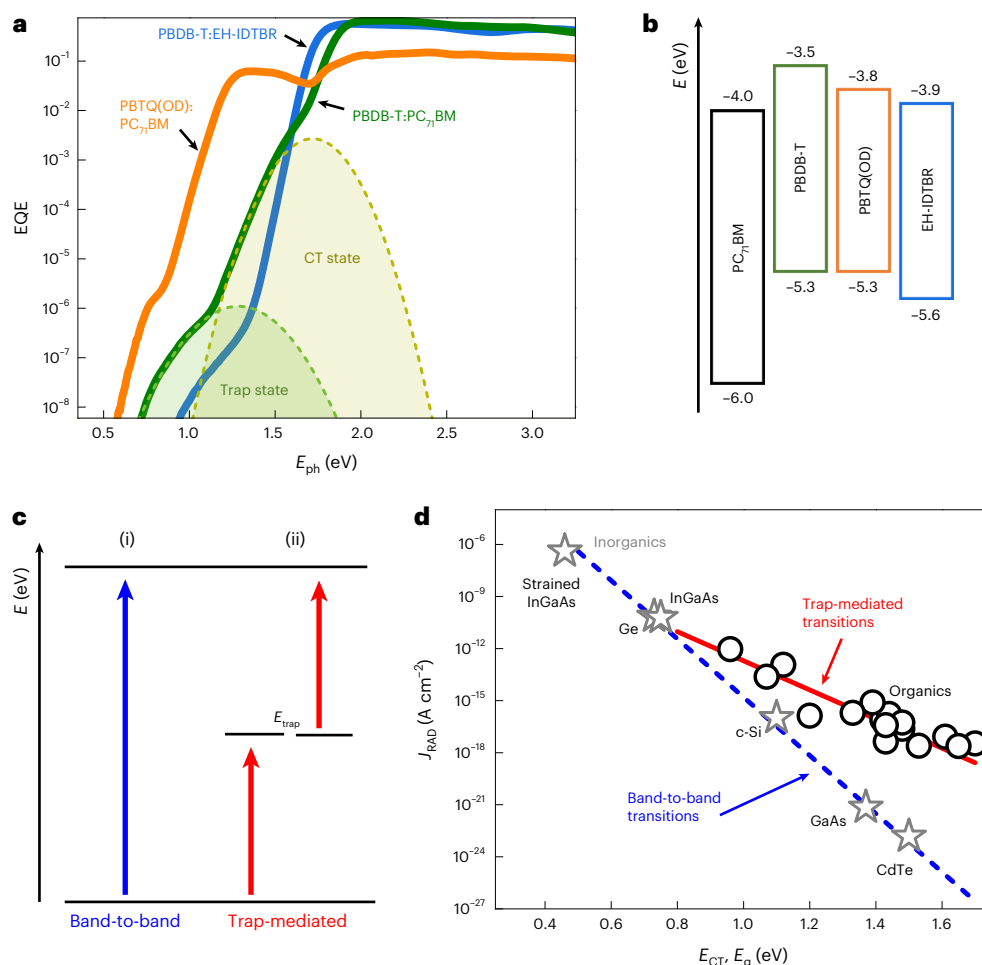 a
PBDB-T:EH-IDTBR
PBTQ(OD):
PC₇₁BM
PBDB-T:PC₇₁BM
CT state
Trap state
EQE
10⁻¹
10⁻²
10⁻³
10⁻⁴
10⁻⁵
10⁻⁶
10⁻⁷
10⁻⁸
0.5 1.0 1.5 2.0 2.5 3.0
E_ph (eV)
b
E (eV)
−4.0
−3.5
−3.8
−3.9
PC₇₁BM
PBDB-T
PBTQ(OD)
EH-IDTBR
−6.0
−5.3
−5.3
−5.6
c
E (eV)
(i) (ii)
E_trap
Band-to-band Trap-mediated
d
J_RAD (A cm⁻²)
10⁻⁶
10⁻⁹
10⁻¹²
10⁻¹⁵
10⁻¹⁸
10⁻²¹
10⁻²⁴
10⁻²⁷
Inorganics
Strained
InGaAs
InGaAs
Ge
Trap-mediated
transitions
Organics
c-Si
Band-to-band
transitions
GaAs
CdTe
0.4 0.6 0.8 1.0 1.2 1.4 1.6
E_CT, E_g (eV)